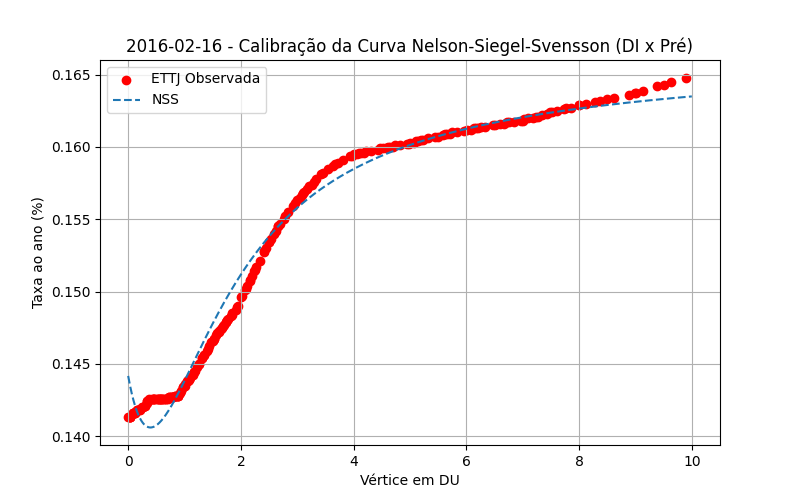 2016-02-16 - Calibração da Curva Nelson-Siegel-Svensson (DI x Pré)
ETTJ Observada
NSS
Taxa ao ano (%)
0.165
0.160
0.155
0.150
0.145
0.140
0
2
4
6
8
10
Vértice em DU